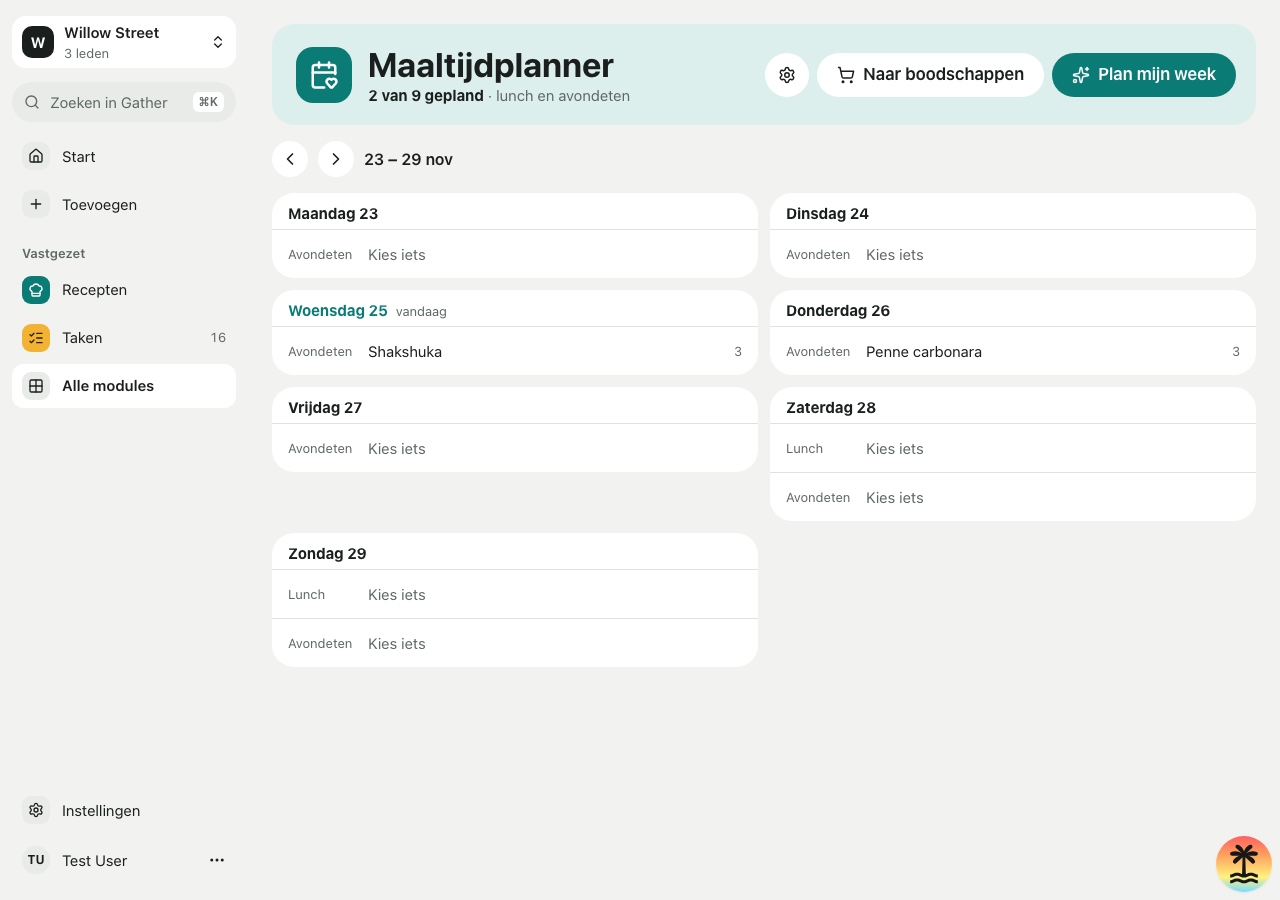 W
Willow Street
3 leden
Zoeken in Gather
⌘K
Start
Toevoegen
Vastgezet
Recepten
Taken
16
Alle modules
Instellingen
TU
Test User
Maaltijdplanner
2 van 9 gepland · lunch en avondeten
Naar boodschappen
Plan mijn week
23 – 29 nov
Maandag 23
Avondeten Kies iets
Dinsdag 24
Avondeten Kies iets
Woensdag 25 vandaag
Avondeten Shakshuka 3
Donderdag 26
Avondeten Penne carbonara 3
Vrijdag 27
Avondeten Kies iets
Zaterdag 28
Lunch Kies iets
Avondeten Kies iets
Zondag 29
Lunch Kies iets
Avondeten Kies iets